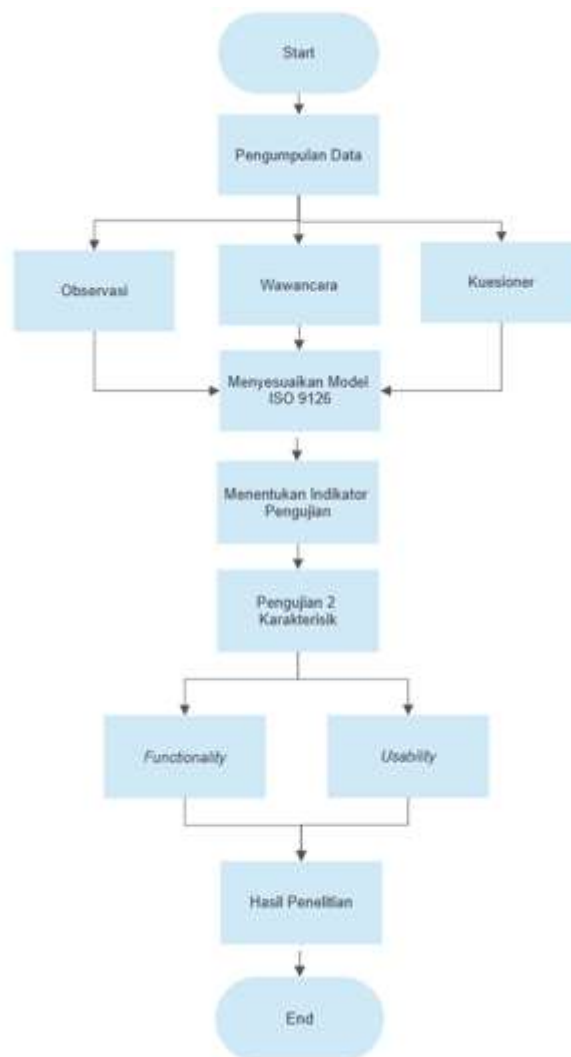 Start
Pengumpulan Data
Observasi
Wawancara
Kuesioner
Menyesuaikan Model
ISO 9126
Menentukan Indikator
Pengujian
Pengujian 2
Karakterisik
Functionality
Usability
Hasil Penelitian
End